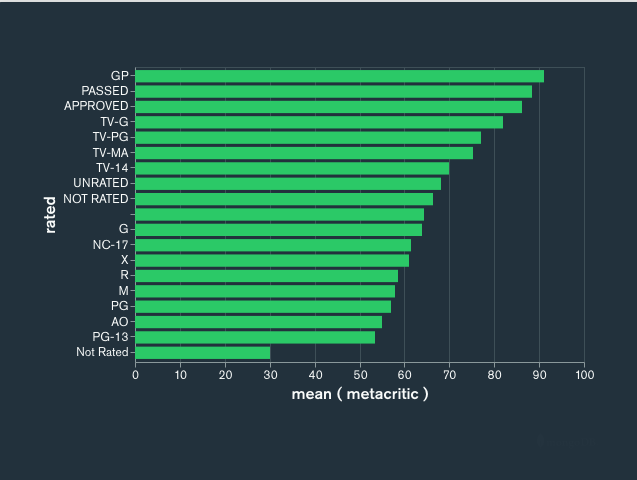 GP
PASSED
APPROVED
TV-G
TV-PG
TV-MA
TV-14
UNRATED
NOT RATED
G
NC-17
X
R
M
PG
AO
PG-13
Not Rated
rated
0 10 20 30 40 50 60 70 80 90 100
mean ( metacritic )